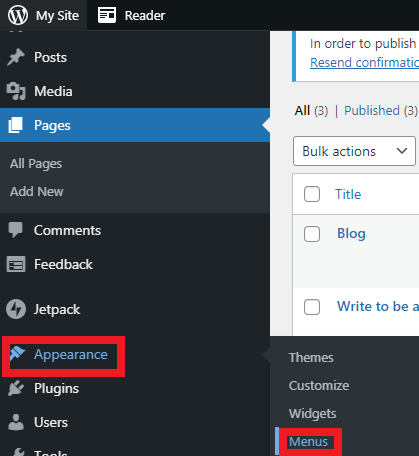 My Site
Reader
Posts
Media
Pages
All Pages
Add New
Comments
Feedback
Jetpack
Appearance
Plugins
Users
Tools
In order to publish
Resend confirmatio
All (3) | Published (3)
Bulk actions
Title
Blog
Write to be a
Themes
Customize
Widgets
Menus